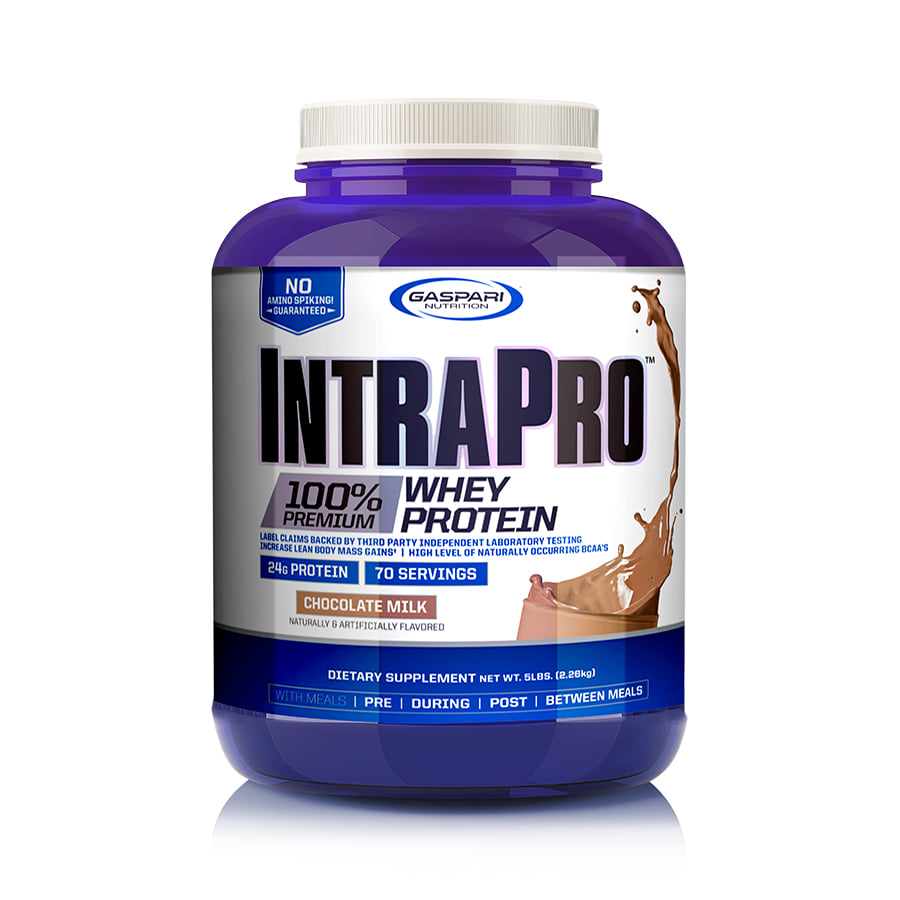 NO
AMINO SPIKING!
GUARANTEED
GASPARI
NUTRITION
INTRAPRO™
100%
PREMIUM
WHEY
PROTEIN
LABEL CLAIMS BACKED BY THIRD PARTY INDEPENDENT LABORATORY TESTING
INCREASE LEAN BODY MASS GAINS† | HIGH LEVEL OF NATURALLY OCCURRING BCAA'S
24G PROTEIN
70 SERVINGS
CHOCOLATE MILK
NATURALLY & ARTIFICIALLY FLAVORED
DIETARY SUPPLEMENT NET WT. 5LBS. (2.26kg)
WITH MEALS | PRE | DURING | POST | BETWEEN MEALS